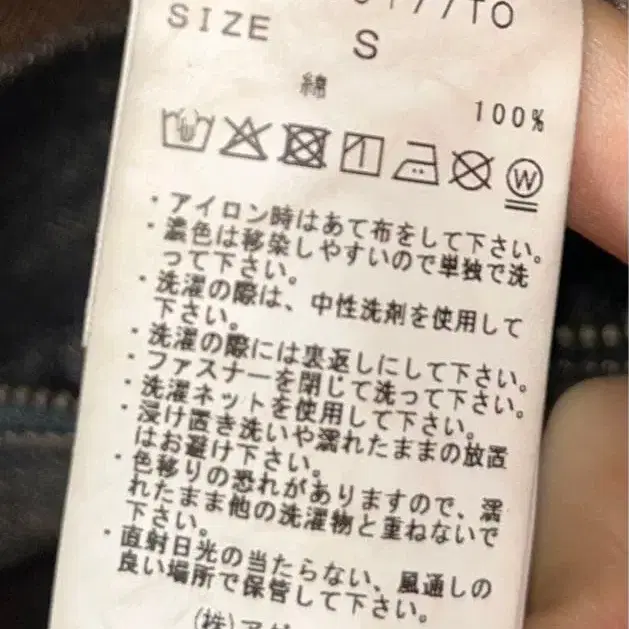 SIZE S
綿 100%
W
・アイロン時はあて布をして下さい。
・濃色は移染しやすいので単独で洗
って下さい。
・洗濯の際は、中性洗剤を使用して
下さい。
・洗濯の際には裏返しにして下さい。
・ファスナーを閉じて洗って下さい。
・洗濯ネットを使用して下さい。
・浸け置き洗いや濡れたままの放置
はお避け下さい。
・色移りの恐れがありますので、濡
れたまま他の洗濯物と重ねないで
下さい。
・直射日光の当たらない、風通しの
良い場所で保管して下さい。